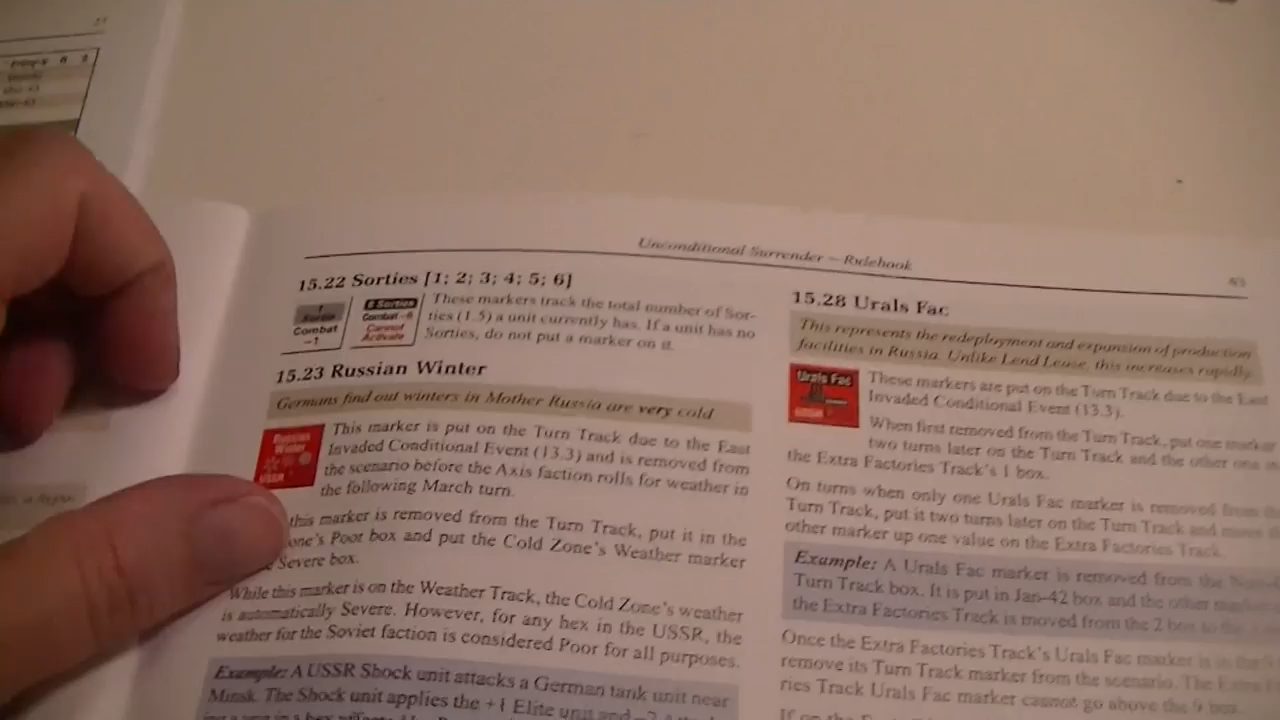 Unconditional Surrender — Rulebook
15.22 Sorties [1; 2; 3; 4; 5; 6]
1
Sortie
Combat
-1
6 Sorties
Combat -6
Cannot
Activate
These markers track the total number of Sor-
ties (1.5) a unit currently has. If a unit has no
Sorties, do not put a marker on it.
15.23 Russian Winter
Germans find out winters in Mother Russia are very cold
Russian
Winter
USSR
This marker is put on the Turn Track due to the East
Invaded Conditional Event (13.3) and is removed from
the scenario before the Axis faction rolls for weather in
the following March turn.
this marker is removed from the Turn Track, put it in the
one's Poor box and put the Cold Zone's Weather marker
Severe box.
While this marker is on the Weather Track, the Cold Zone's weather
is automatically Severe. However, for any hex in the USSR, the
weather for the Soviet faction is considered Poor for all purposes.
Example: A USSR Shock unit attacks a German tank unit near
Minsk. The Shock unit applies the +1 Elite unit and
15.28 Urals Fac
This represents the redeployment and expansion of production
facilities in Russia. Unlike Lend Lease, this increases rapidly.
Urals Fac
These markers are put on the Turn Track due to the East
Invaded Conditional Event (13.3).
When first removed from the Turn Track, put one marker
two turns later on the Turn Track and the other one in
the Extra Factories Track's 1 box.
On turns when only one Urals Fac marker is removed from the
Turn Track, put it two turns later on the Turn Track and move the
other marker up one value on the Extra Factories Track.
Example: A Urals Fac marker is removed from the
Turn Track box. It is put in Jan-42 box and the other marker
the Extra Factories Track is moved from the 2 box to the
Once the Extra Factories Track's Urals Fac marker is in the
remove its Turn Track marker from the scenario. The Extra
ries Track Urals Fac marker cannot go above the 9 box.
If on the